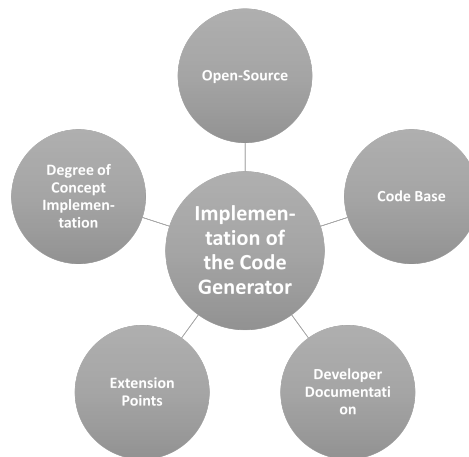 Open-Source
Degree of
Concept
Implemen-
tation
Code Base
Implemen-
tation of
the Code
Generator
Extension
Points
Developer
Documentati
on